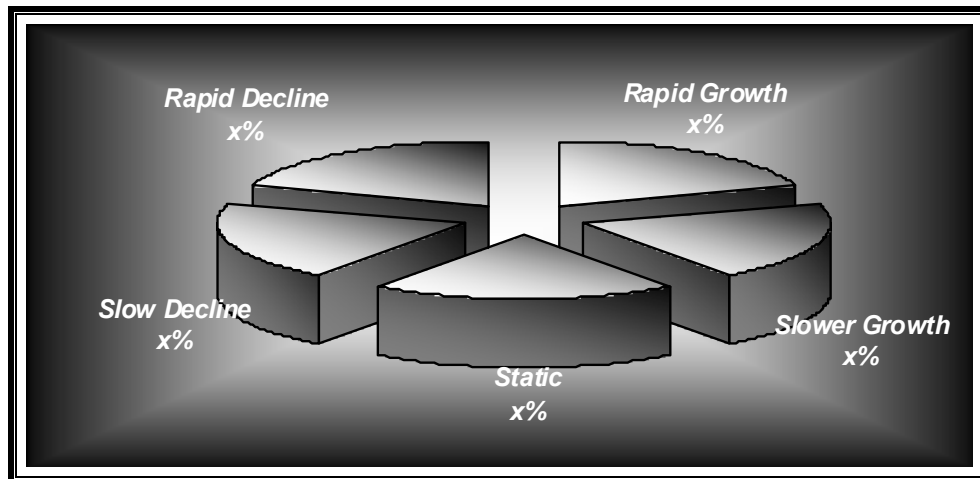 Rapid Decline
x%
Rapid Growth
x%
Slow Decline
x%
Slower Growth
x%
Static
x%